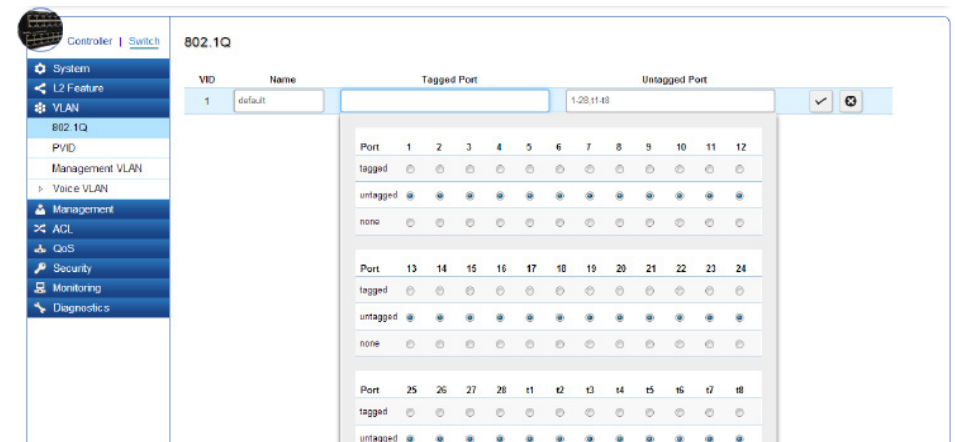 Controller | Switch
802.1Q
System
L2 Feature
VLAN
802.1Q
PVID
Management VLAN
Voice VLAN
Management
ACL
QoS
Security
Monitoring
Diagnostics
VID Name Tagged Port Untagged Port
1 default 1-28,t1-t8
Port 1 2 3 4 5 6 7 8 9 10 11 12
tagged
untagged
none
Port 13 14 15 16 17 18 19 20 21 22 23 24
tagged
untagged
none
Port 25 26 27 28 t1 t2 t3 t4 t5 t6 t7 t8
tagged
untagged